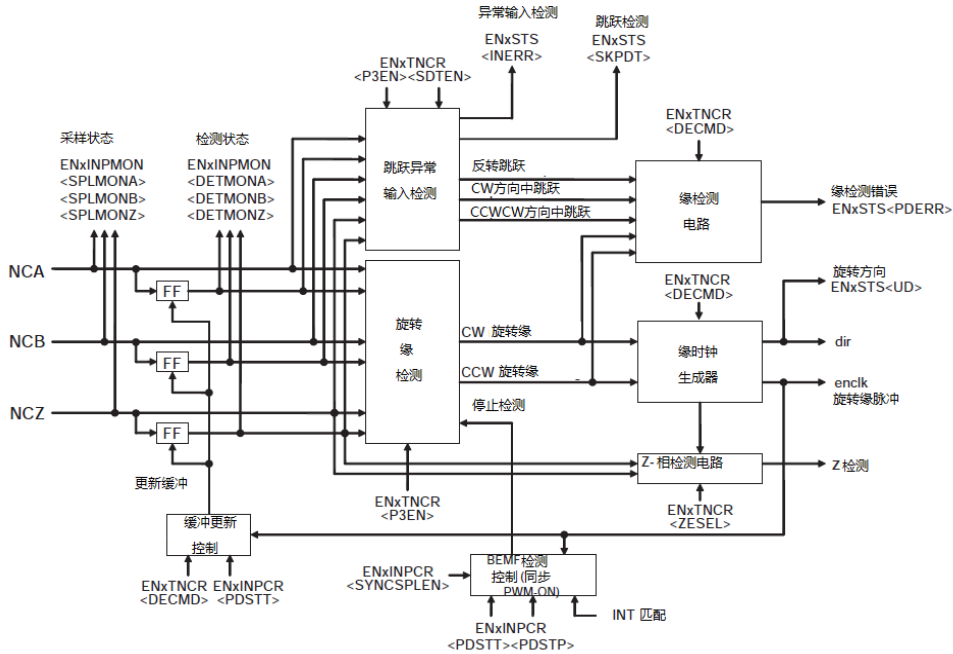 异常输入检测
ENxSTS
<INERR>
跳跃检测
ENxSTS
<SKPDT>
ENxTNCR
<P3EN><SDTEN>
采样状态
ENxINPMON
<SPLMONA>
<SPLMONB>
<SPLMONZ>
检测状态
ENxINPMON
<DETMONA>
<DETMONB>
<DETMONZ>
跳跃异常
输入检测
反转跳跃
CW方向中跳跃
CCWCW方向中跳跃
ENxTNCR
<DECMD>
缘检测
电路
缘检测错误
ENxSTS<PDERR>
NCA
FF
NCB
FF
NCZ
FF
旋转
缘
检测
CW 旋转缘
CCW 旋转缘
停止检测
ENxTNCR
<DECMD>
缘时钟
生成器
旋转方向
ENxSTS<UD>
dir
enclk
旋转缘脉冲
Z-相检测电路
Z 检测
ENxTNCR
<ZESEL>
ENxTNCR
<P3EN>
更新缓冲
缓冲更新
控制
ENxTNCR
<DECMD>
ENxINPCR
<PDSTT>
ENxINPCR
<SYNCSPLEN>
BEMF检测
控制(同步
PWM-ON)
ENxINPCR
<PDSTT><PDSTP>
INT 匹配